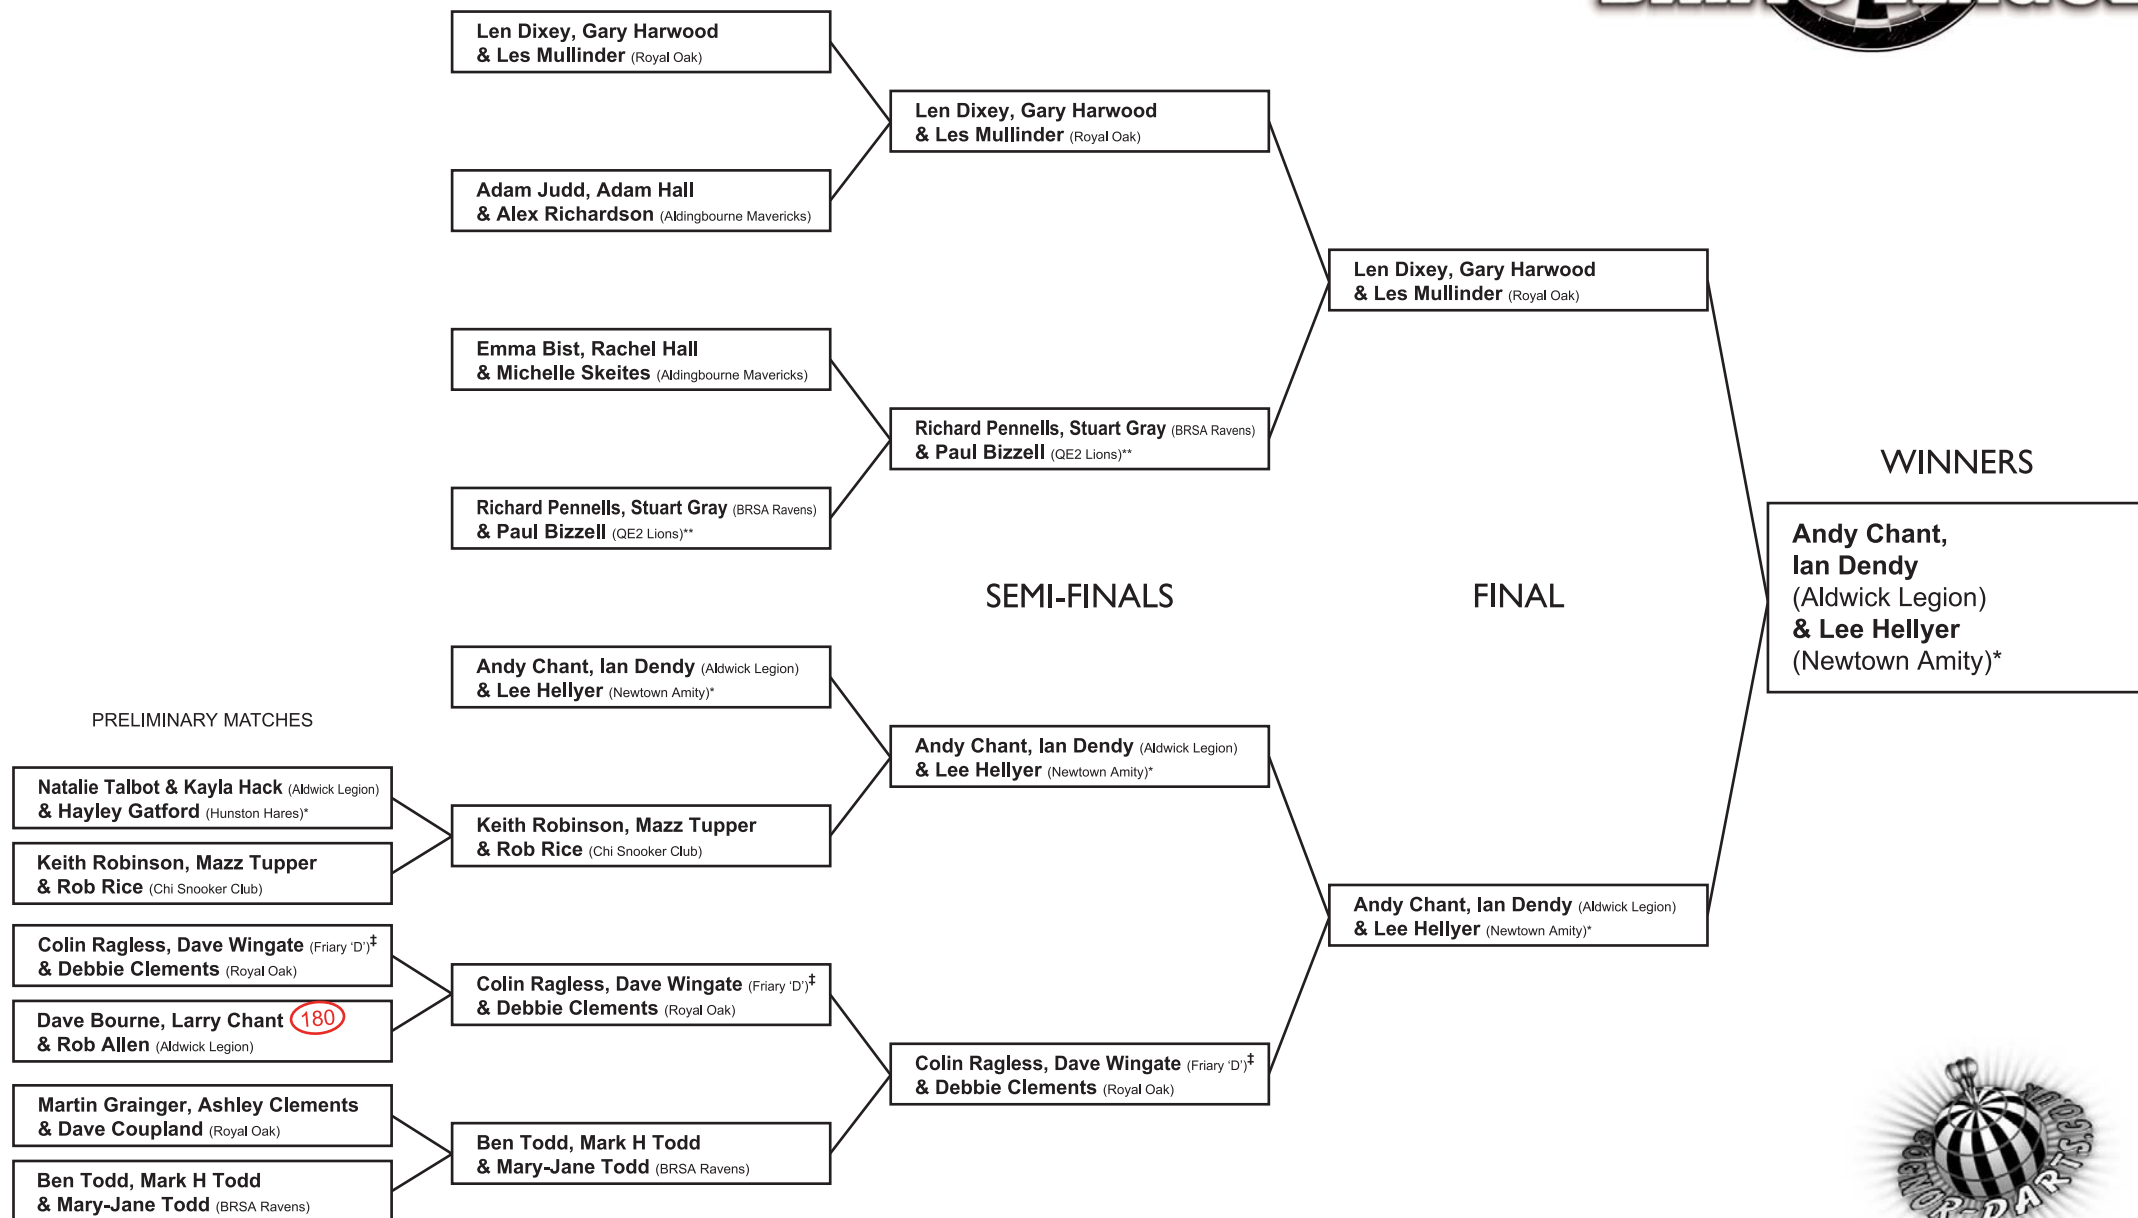 Len Dixey, Gary Harwood
& Les Mullinder (Royal Oak)
Adam Judd, Adam Hall
& Alex Richardson (Aldingbourne Mavericks)
Emma Bist, Rachel Hall
& Michelle Skeites (Aldingbourne Mavericks)
Richard Pennells, Stuart Gray (BRSA Ravens)
& Paul Bizzell (QE2 Lions)**
Andy Chant, Ian Dendy (Aldwick Legion)
& Lee Hellyer (Newtown Amity)*
PRELIMINARY MATCHES
Natalie Talbot & Kayla Hack (Aldwick Legion)
& Hayley Gatford (Hunston Hares)*
Keith Robinson, Mazz Tupper
& Rob Rice (Chi Snooker Club)
Colin Ragless, Dave Wingate (Friary ‘D’)‡
& Debbie Clements (Royal Oak)
Dave Bourne, Larry Chant 180
& Rob Allen (Aldwick Legion)
Martin Grainger, Ashley Clements
& Dave Coupland (Royal Oak)
Ben Todd, Mark H Todd
& Mary-Jane Todd (BRSA Ravens)
Keith Robinson, Mazz Tupper
& Rob Rice (Chi Snooker Club)
Colin Ragless, Dave Wingate (Friary ‘D’)‡
& Debbie Clements (Royal Oak)
Ben Todd, Mark H Todd
& Mary-Jane Todd (BRSA Ravens)
Len Dixey, Gary Harwood
& Les Mullinder (Royal Oak)
Richard Pennells, Stuart Gray (BRSA Ravens)
& Paul Bizzell (QE2 Lions)**
SEMI-FINALS
Andy Chant, Ian Dendy (Aldwick Legion)
& Lee Hellyer (Newtown Amity)*
Colin Ragless, Dave Wingate (Friary ‘D’)‡
& Debbie Clements (Royal Oak)
Len Dixey, Gary Harwood
& Les Mullinder (Royal Oak)
FINAL
Andy Chant, Ian Dendy (Aldwick Legion)
& Lee Hellyer (Newtown Amity)*
WINNERS
Andy Chant,
Ian Dendy
(Aldwick Legion)
& Lee Hellyer
(Newtown Amity)*